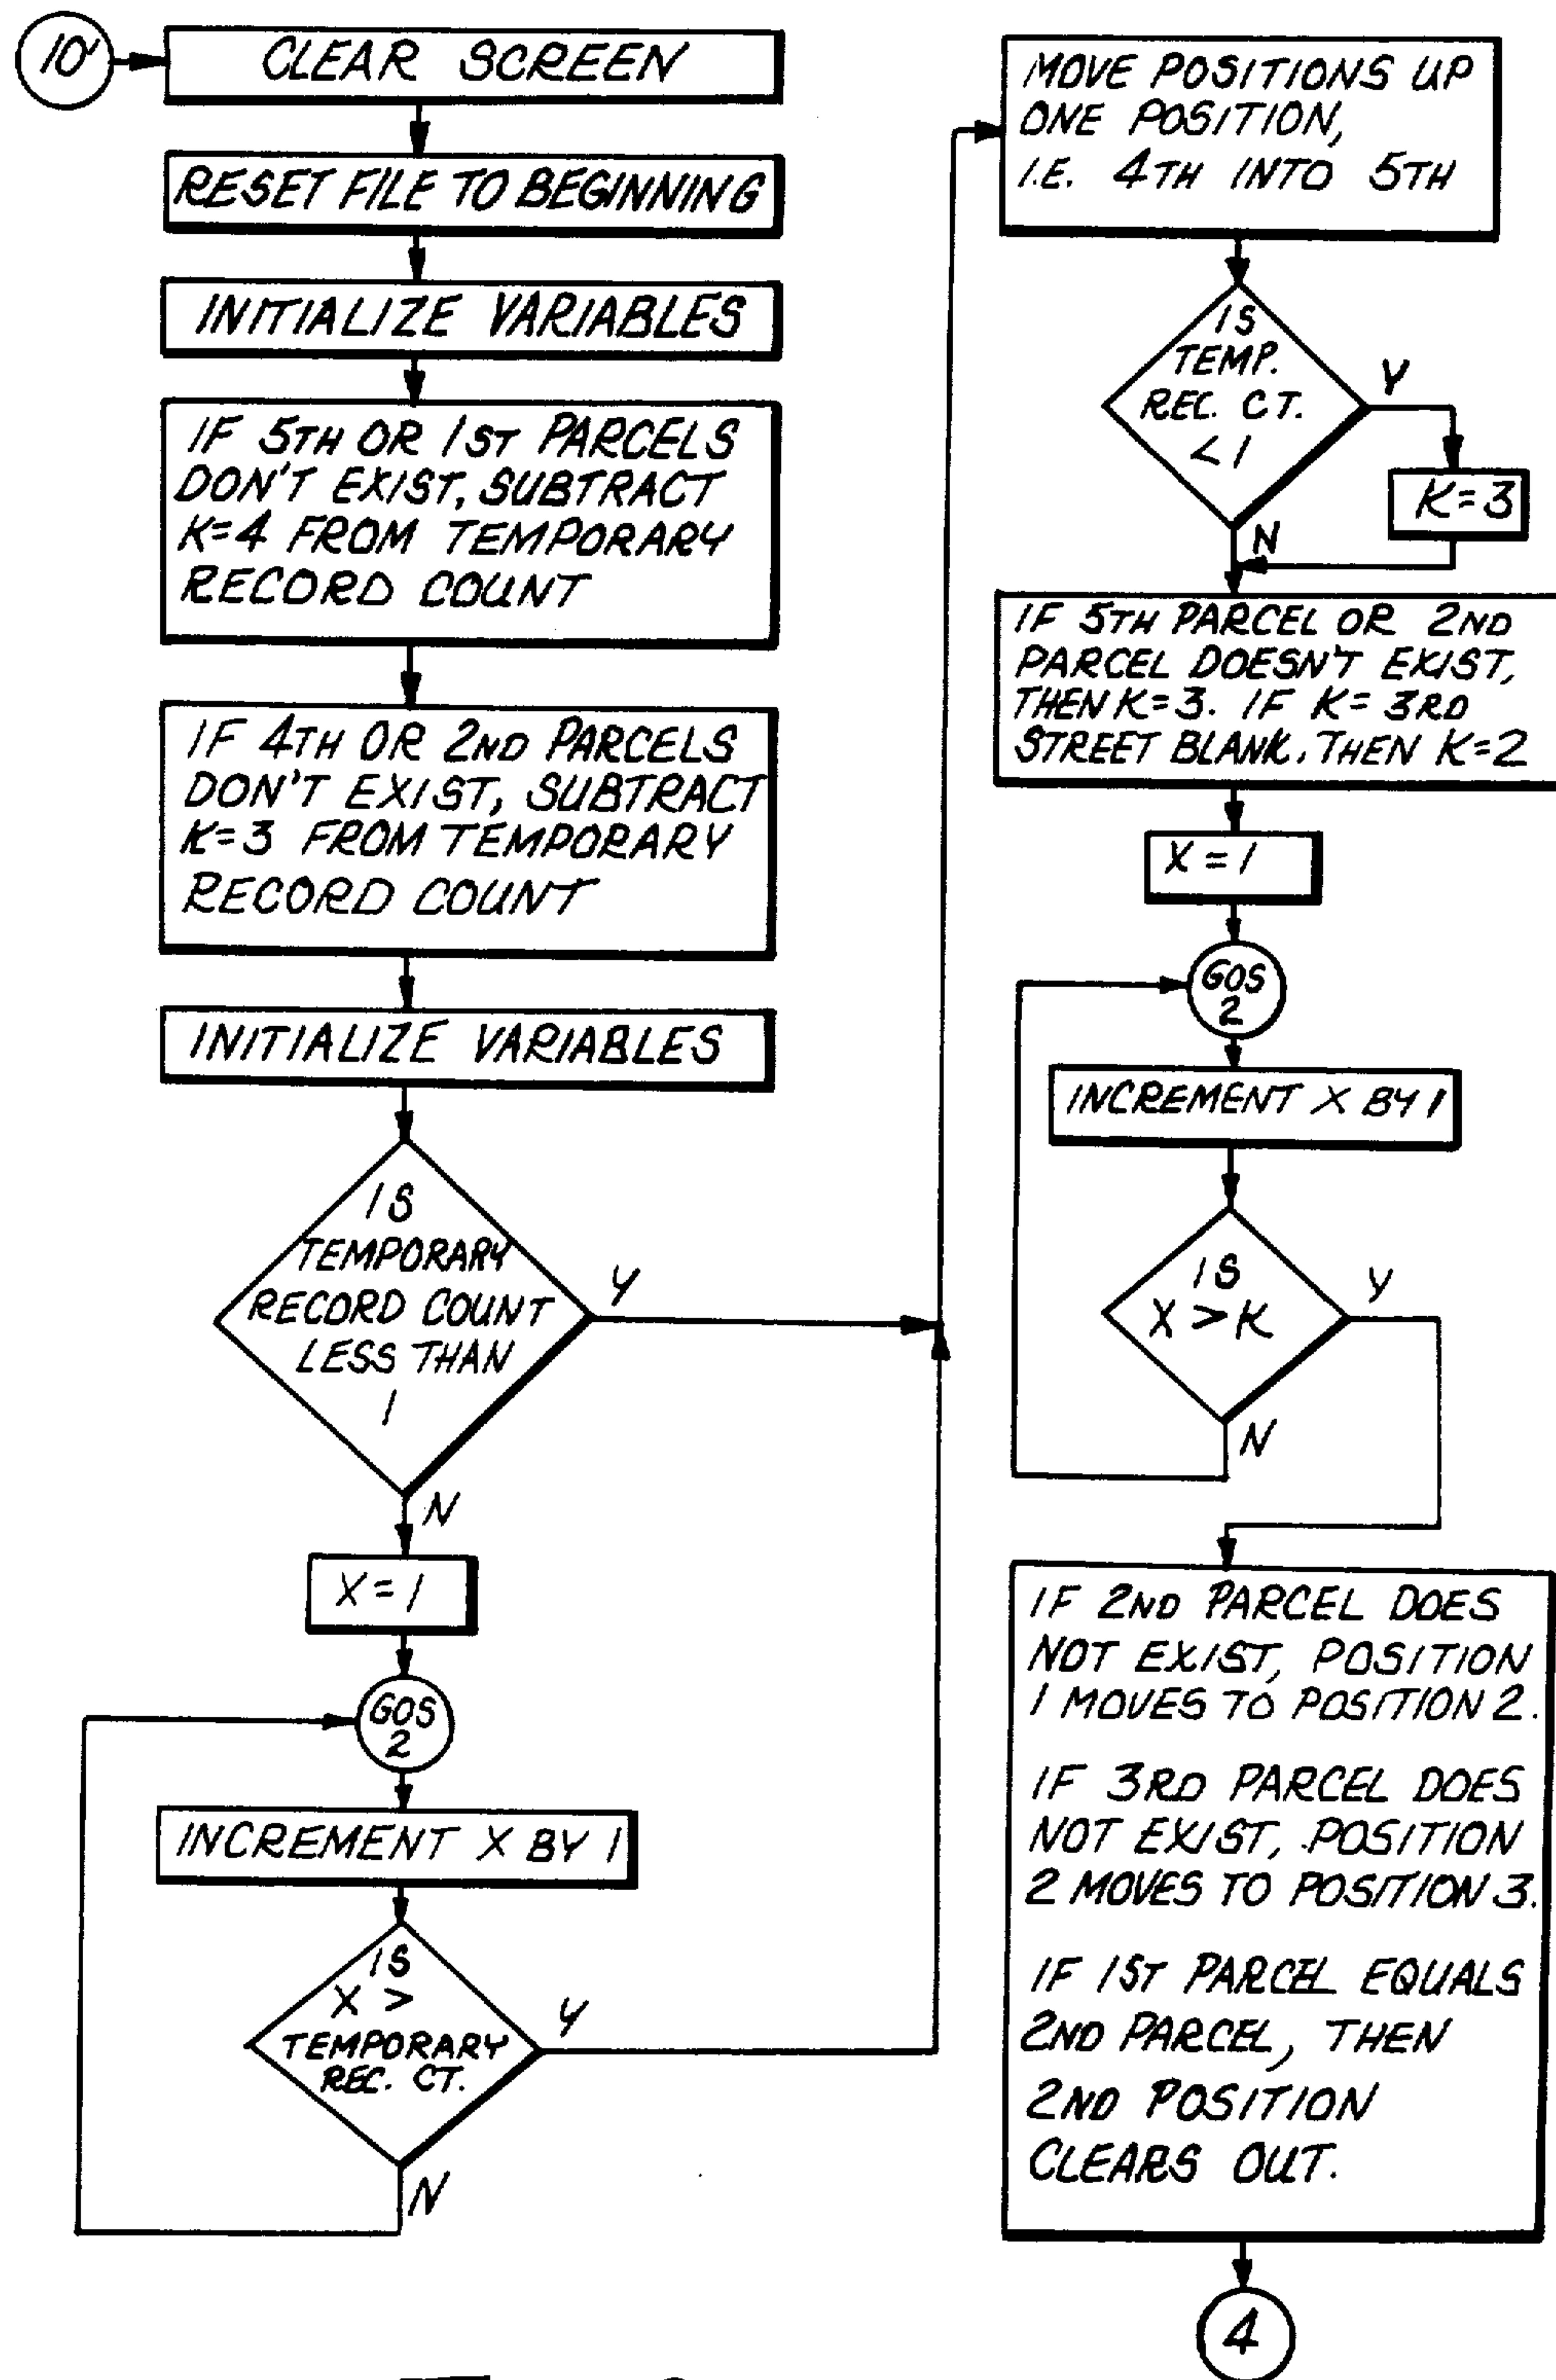 10'
CLEAR SCREEN
RESET FILE TO BEGINNING
INITIALIZE VARIABLES
IF 5TH OR 1ST PARCELS
DON'T EXIST, SUBTRACT
K=4 FROM TEMPORARY
RECORD COUNT
IF 4TH OR 2ND PARCELS
DON'T EXIST, SUBTRACT
K=3 FROM TEMPORARY
RECORD COUNT
INITIALIZE VARIABLES
IS
TEMPORARY
RECORD COUNT
LESS THAN
1
Y
N
X = 1
GOS
2
INCREMENT X BY 1
IS
X >
TEMPORARY
REC. CT.
Y
N
MOVE POSITIONS UP
ONE POSITION,
I.E. 4TH INTO 5TH
IS
TEMP.
REC. CT.
< 1
Y
K=3
N
IF 5TH PARCEL OR 2ND
PARCEL DOESN'T EXIST,
THEN K=3. IF K= 3RD
STREET BLANK, THEN K=2
X = 1
GOS
2
INCREMENT X BY 1
IS
X > K
Y
N
IF 2ND PARCEL DOES
NOT EXIST, POSITION
1 MOVES TO POSITION 2.
IF 3RD PARCEL DOES
NOT EXIST, POSITION
2 MOVES TO POSITION 3.
IF 1ST PARCEL EQUALS
2ND PARCEL, THEN
2ND POSITION
CLEARS OUT.
4